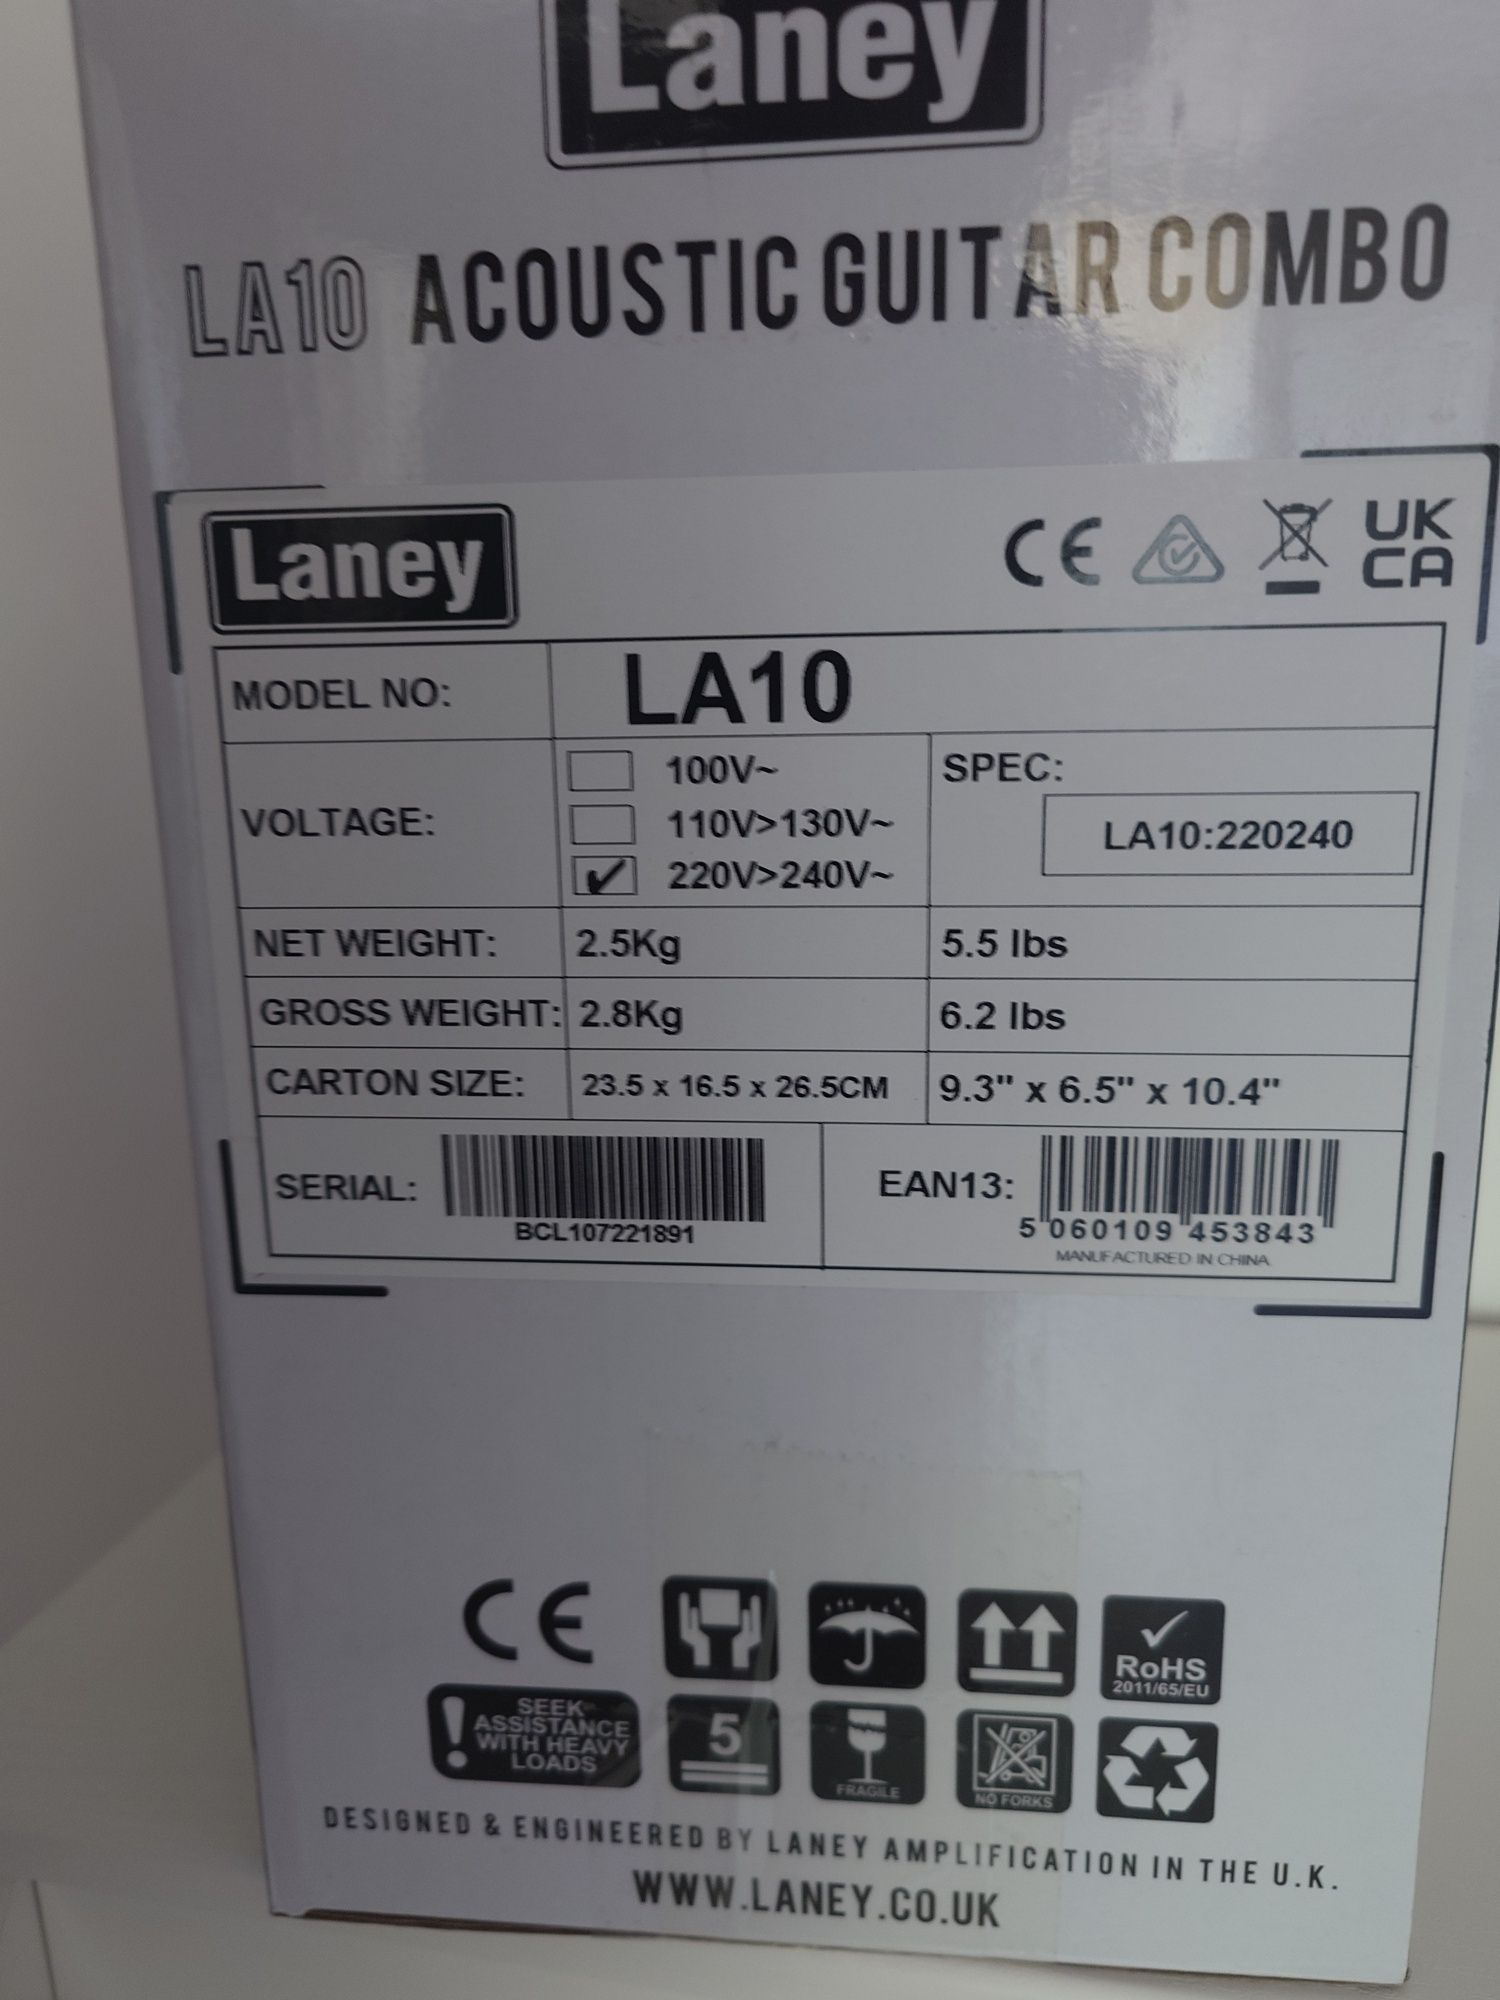 Laney
LA10 ACOUSTIC GUITAR COMBO
Laney
CE
UK
CA
MODEL NO: LA10
VOLTAGE:
100V~
110V>130V~
✔ 220V>240V~
SPEC:
LA10:220240
NET WEIGHT: 2.5Kg 5.5 lbs
GROSS WEIGHT: 2.8Kg 6.2 lbs
CARTON SIZE: 23.5 x 16.5 x 26.5CM 9.3" x 6.5" x 10.4"
SERIAL:
BCL107221891
EAN13:
5 060109 453843
MANUFACTURED IN CHINA
CE
RoHS
2011/65/EU
! SEEK
ASSISTANCE
WITH HEAVY
LOADS
5
FRAGILE
NO FORKS
DESIGNED & ENGINEERED BY LANEY AMPLIFICATION IN THE U.K.
WWW.LANEY.CO.UK